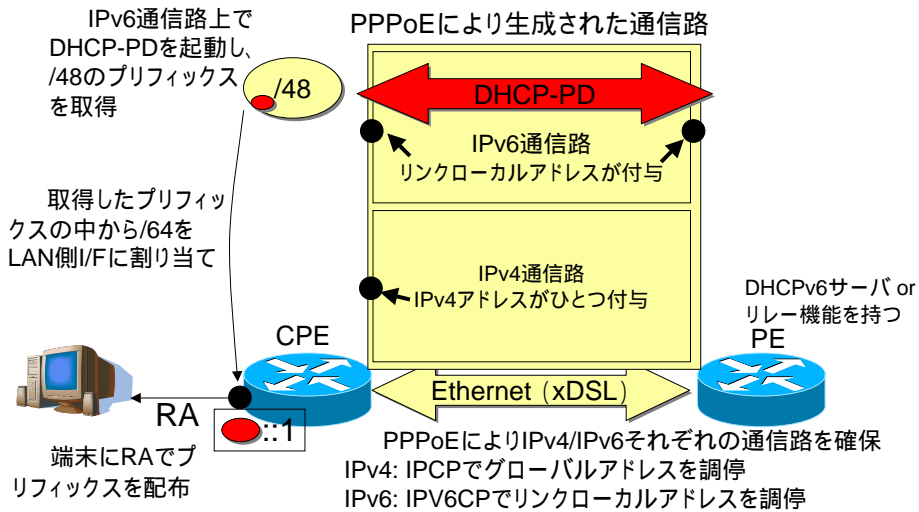 IPv6通信路上で
DHCP-PDを起動し、
/48のプリフィックス
を取得
PPPoEにより生成された通信路
/48
DHCP-PD
IPv6通信路
リンクローカルアドレスが付与
取得したプリフィッ
クスの中から/64を
LAN側I/Fに割り当て
IPv4通信路
IPv4アドレスがひとつ付与
DHCPv6サーバ or
リレー機能を持つ
CPE
PE
Ethernet（xDSL）
RA
::1
端末にRAでプ
リフィックスを配布
PPPoEによりIPv4/IPv6それぞれの通信路を確保
IPv4: IPCPでグローバルアドレスを調停
IPv6: IPV6CPでリンクローカルアドレスを調停